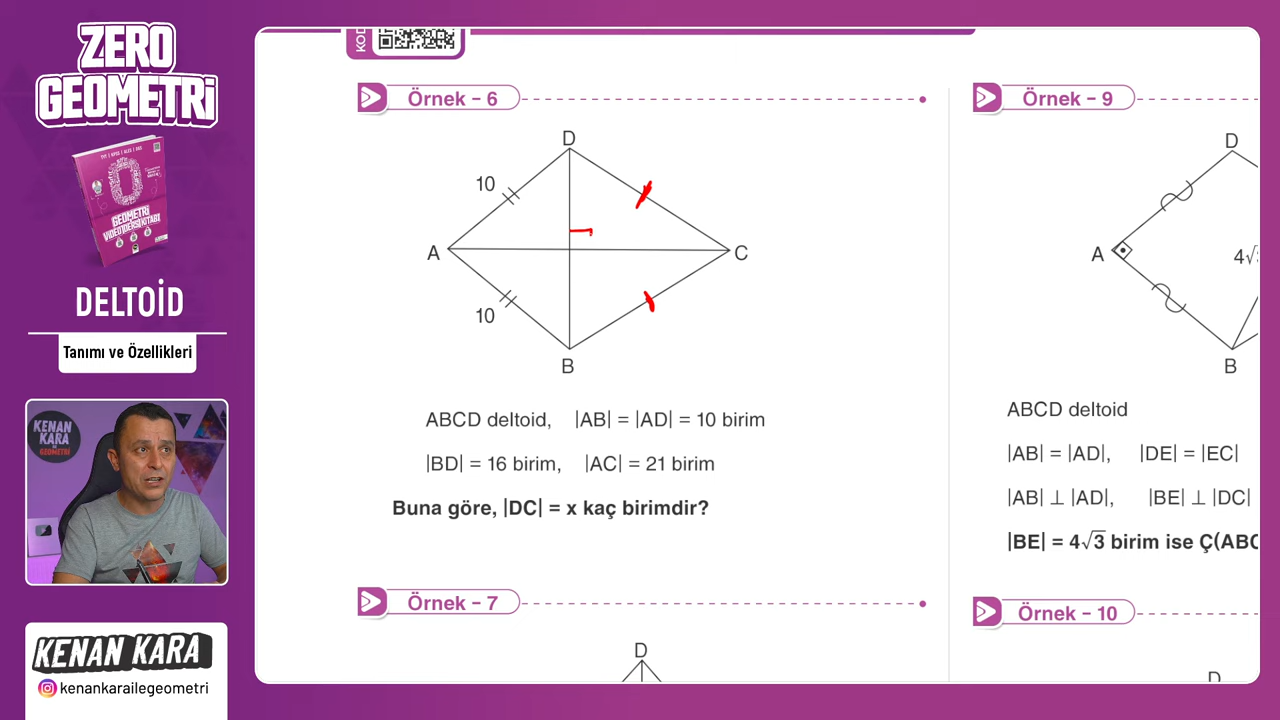 ZERO
GEOMETRİ
DELTOİD
Tanımı ve Özellikleri
KENAN
KARA
GEOMETRİ
KENAN KARA
kenankarailegeometri
Örnek - 6
D
10
A
C
10
B
ABCD deltoid, |AB| = |AD| = 10 birim
|BD| = 16 birim, |AC| = 21 birim
Buna göre, |DC| = x kaç birimdir?
Örnek - 7
D
Örnek - 9
D
A
4√
B
ABCD deltoid
|AB| = |AD|, |DE| = |EC|
|AB| ⊥ |AD|, |BE| ⊥ |DC|
|BE| = 4√3 birim ise Ç(ABC
Örnek - 10
D